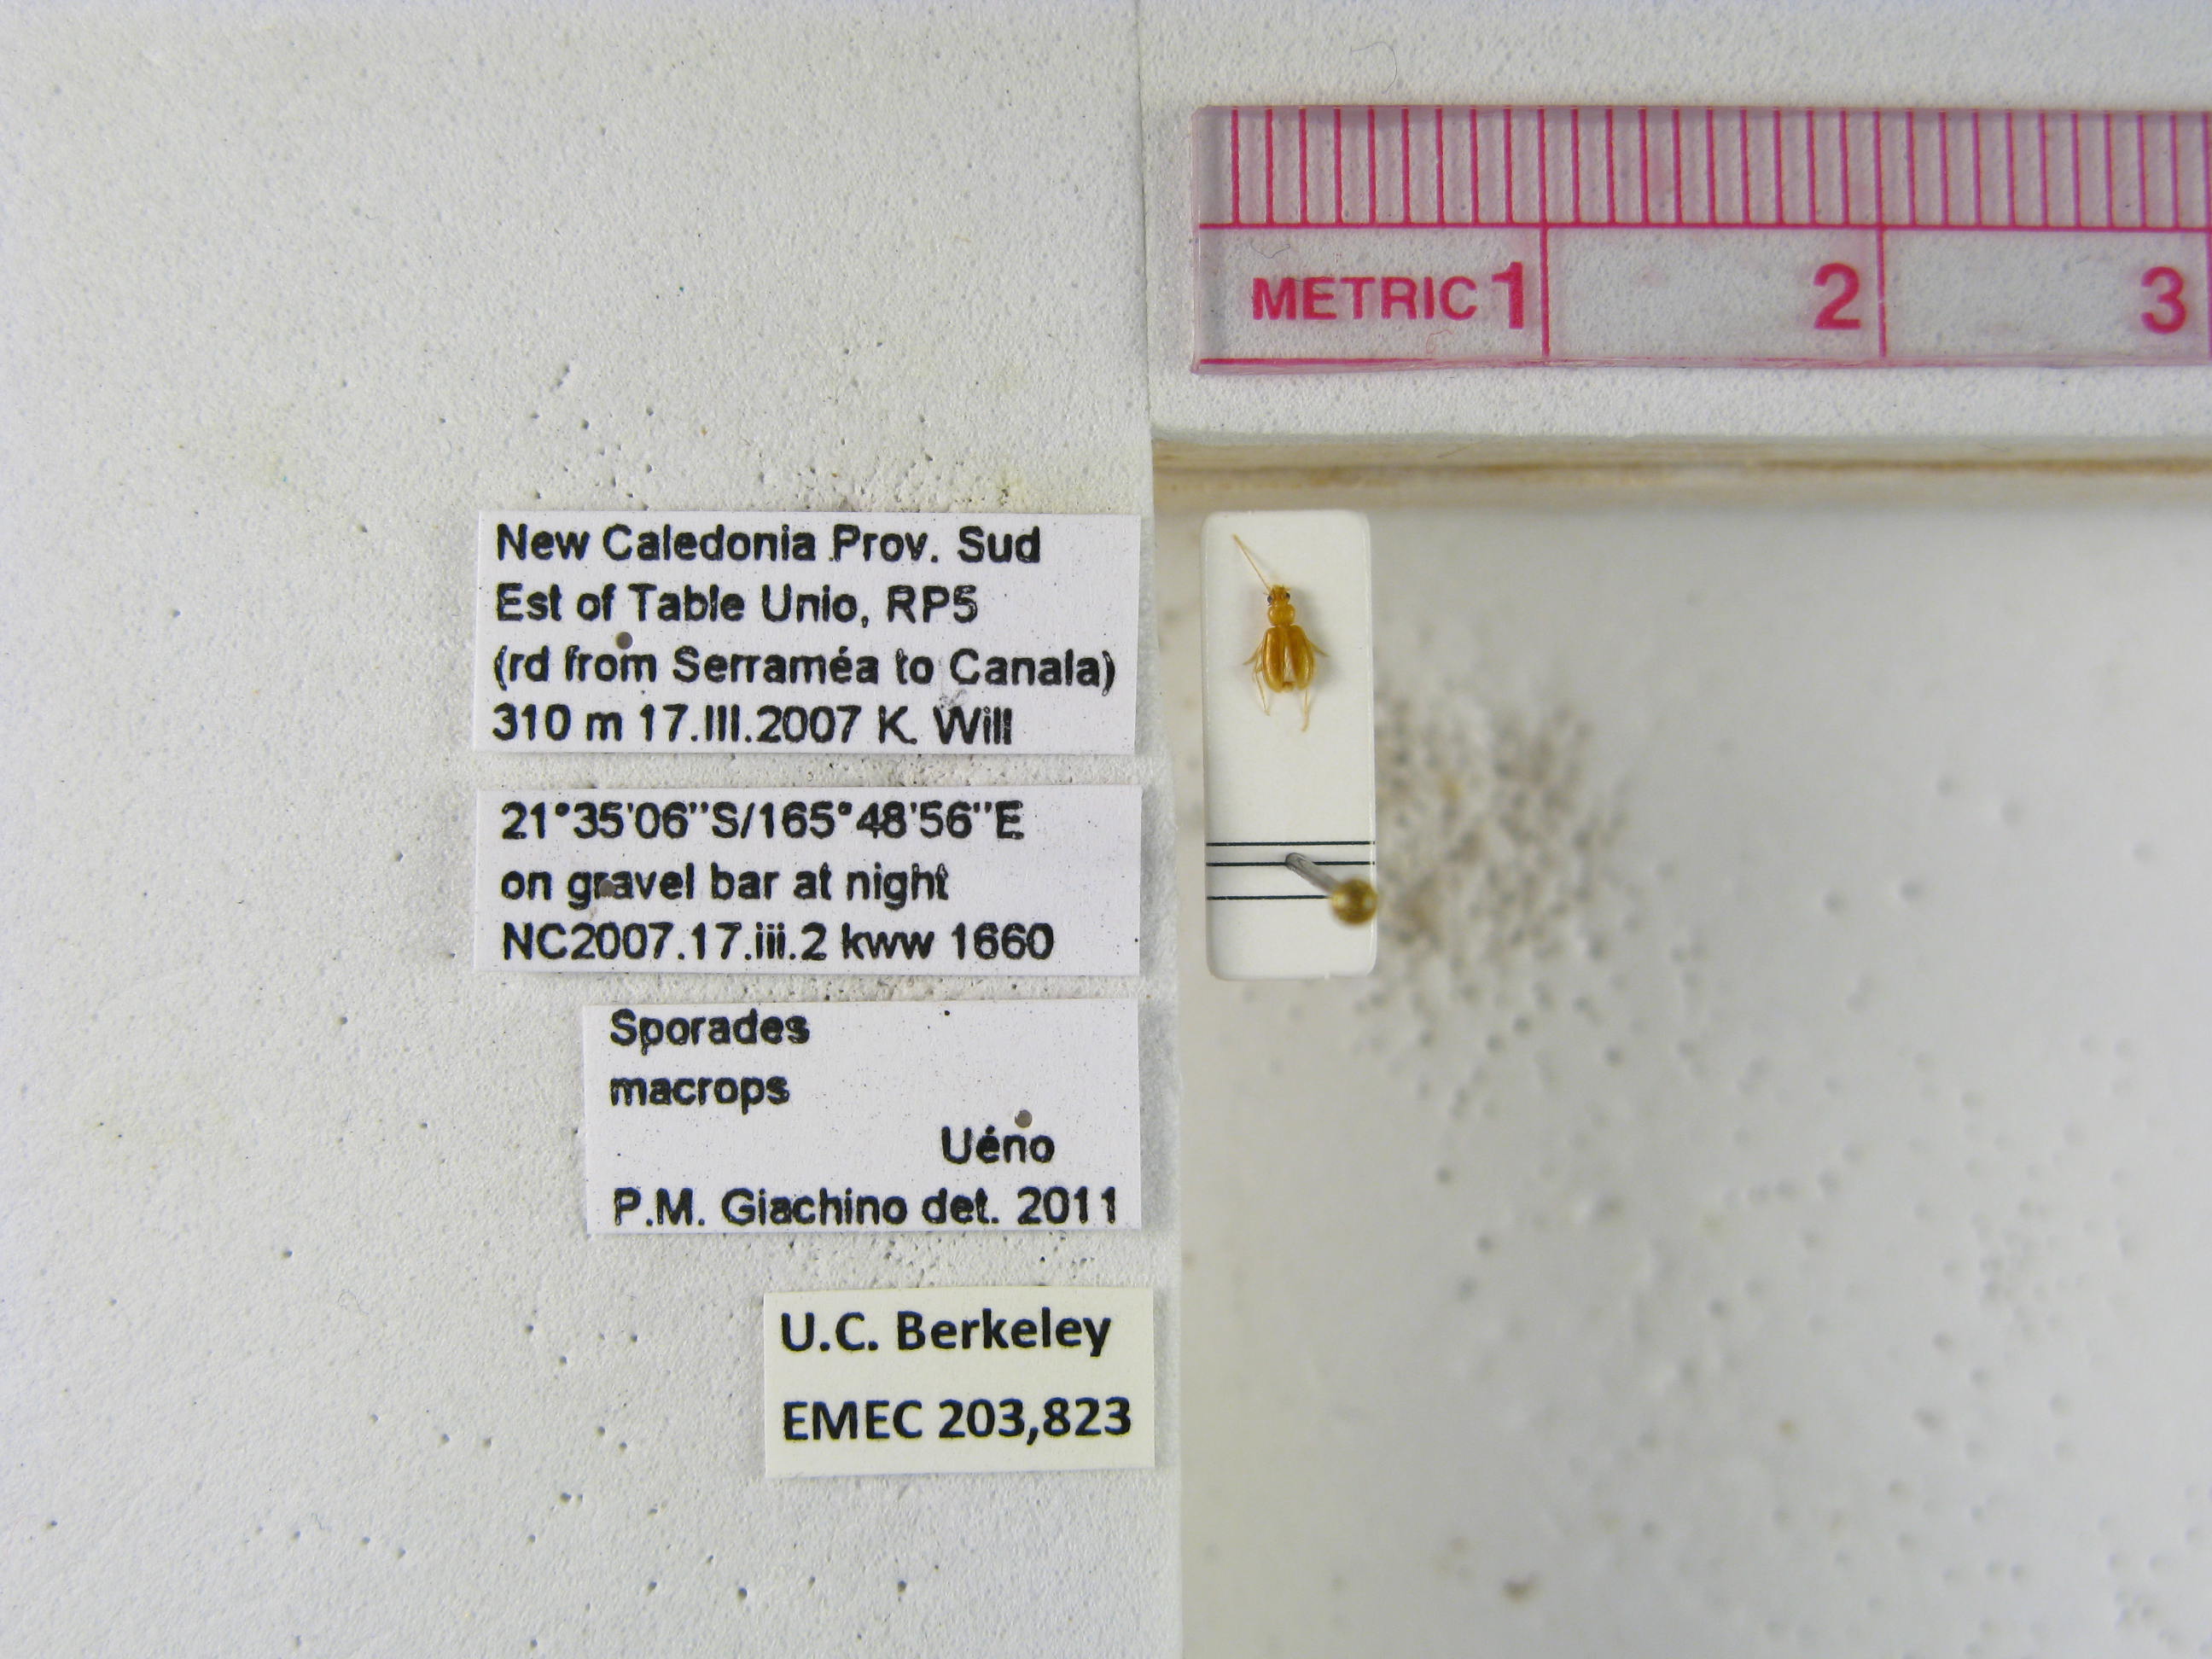 New Caledonia Prov. Sud
Est of Table Unio, RP5
(rd from Serraméa to Canala)
310 m 17.III.2007 K. Will
21°35'06''S/165°48'56''E
on gravel bar at night
NC2007.17.iii.2 kww 1660
Sporades
macrops
Uéno
P.M. Giachino det. 2011
U.C. Berkeley
EMEC 203,823
METRIC 1 2 3